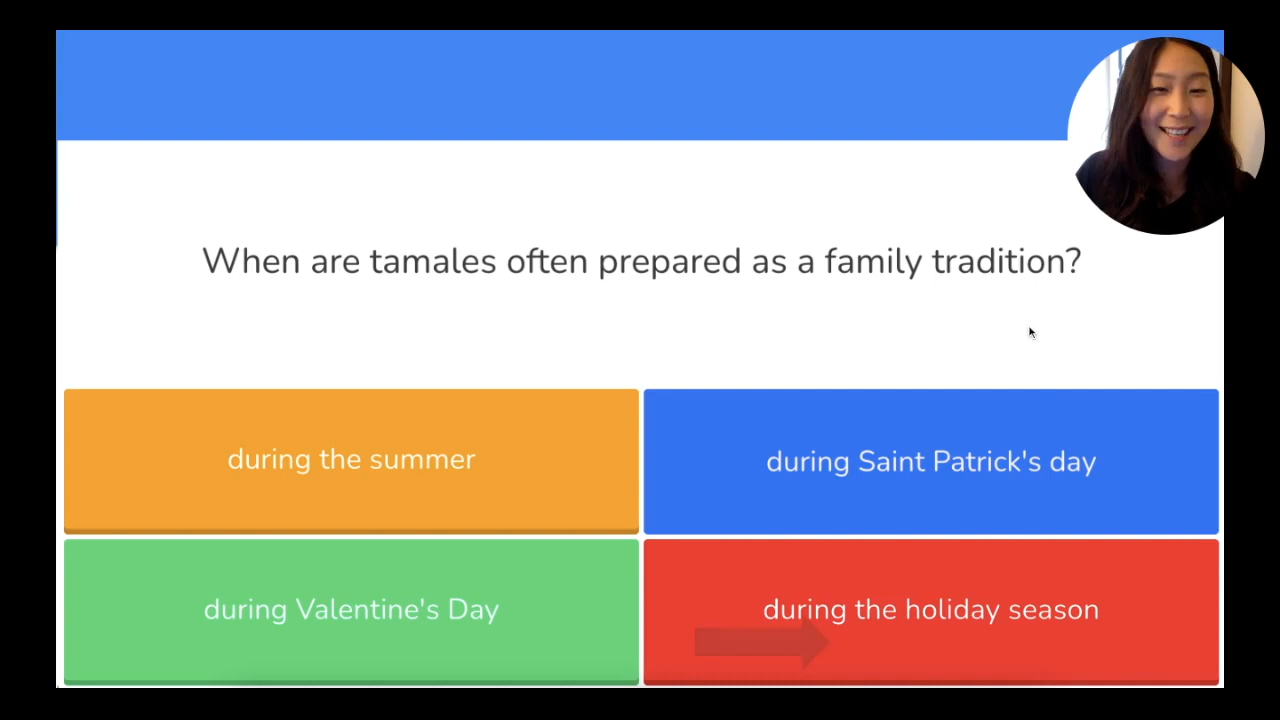 When are tamales often prepared as a family tradition?
during the summer
during Saint Patrick's day
during Valentine's Day
during the holiday season